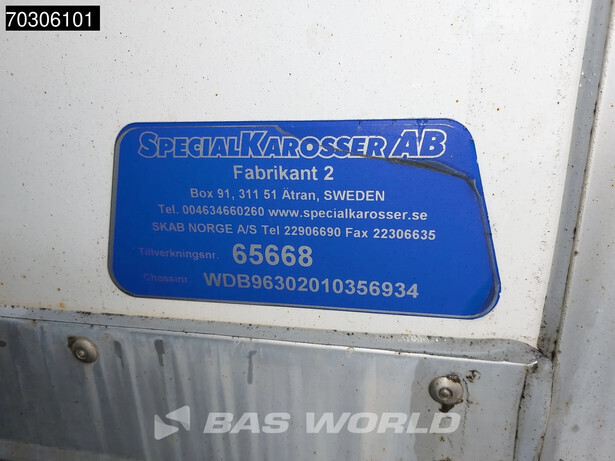 70306101
SPECIALKAROSSER AB
Fabrikant 2
Box 91, 311 51 Ätran, SWEDEN
Tel. 004634660260 www.specialkarosser.se
SKAB NORGE A/S Tel 22906690 Fax 22306635
Tillverkningsnr. 65668
Chassinr. WDB96302010356934
BAS WORLD